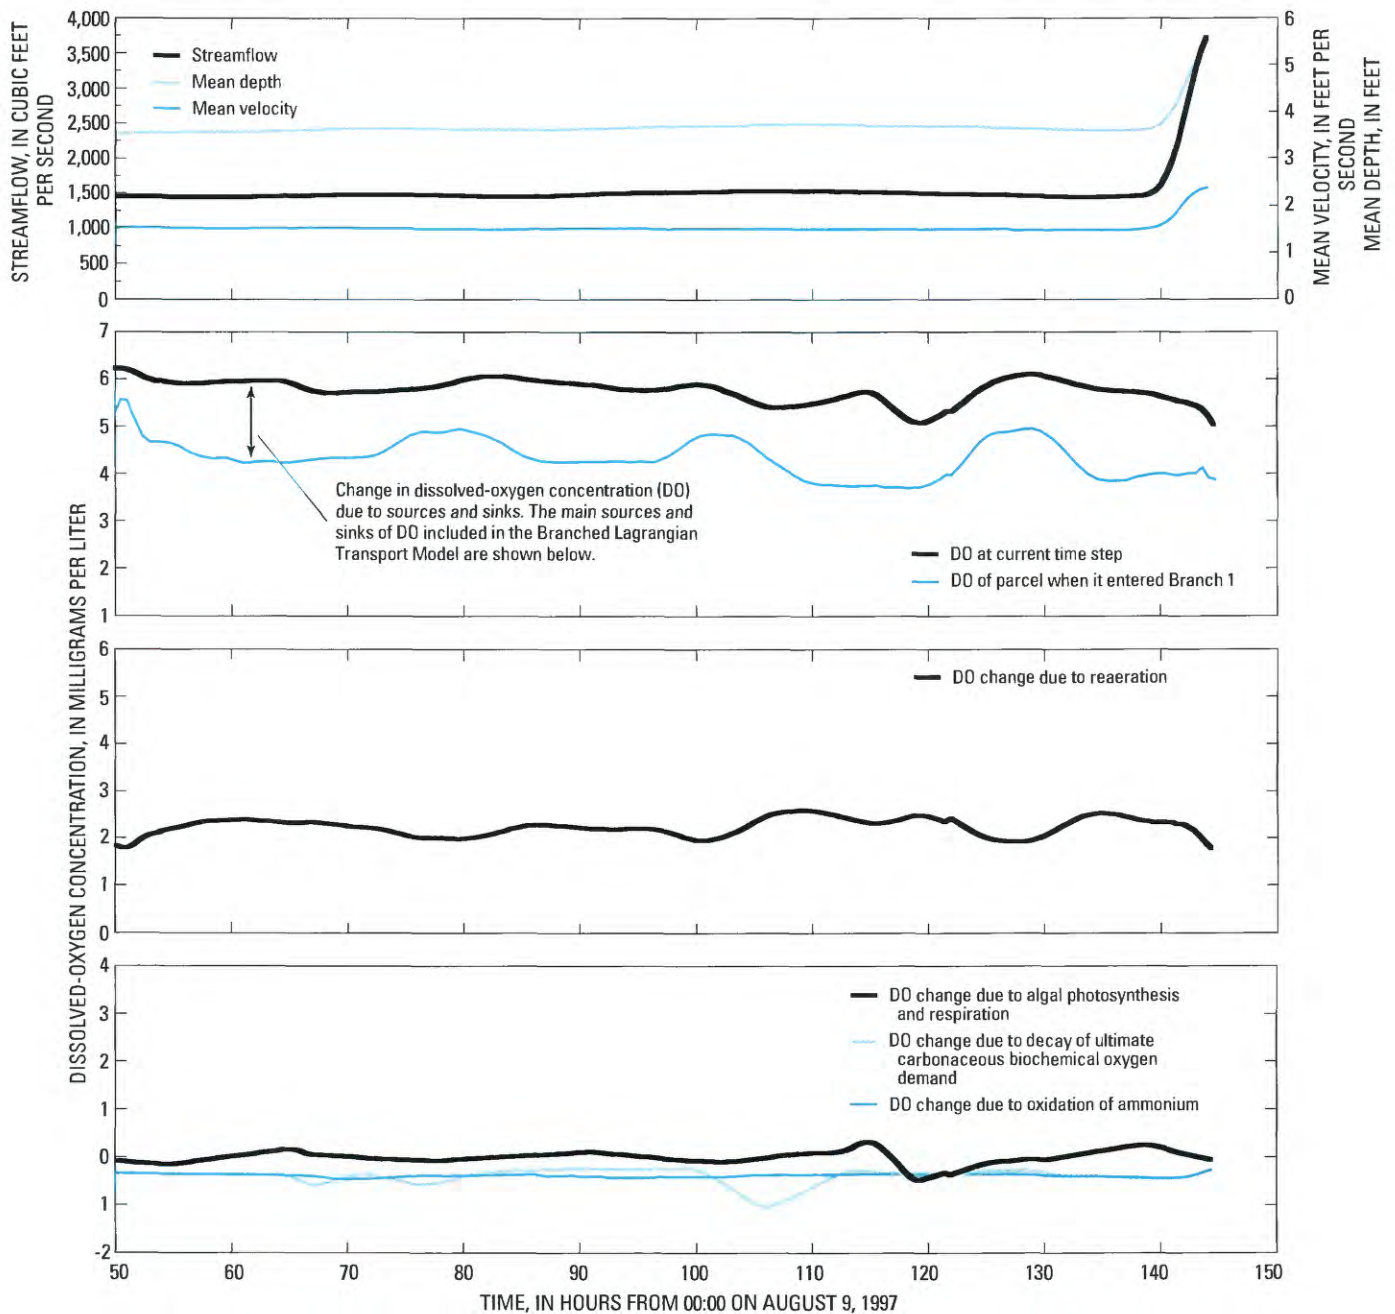 STREAMFLOW, IN CUBIC FEET
PER SECOND
4,000
3,500
3,000
2,500
2,000
1,500
1,000
500
0
Streamflow
Mean depth
Mean velocity
6
5
4
3
2
1
0
MEAN VELOCITY, IN FEET PER
SECOND
MEAN DEPTH, IN FEET
DISSOLVED-OXYGEN CONCENTRATION, IN MILLIGRAMS PER LITER
7
6
5
4
3
2
1
Change in dissolved-oxygen concentration (DO)
due to sources and sinks. The main sources and
sinks of DO included in the Branched Lagrangian
Transport Model are shown below.
DO at current time step
DO of parcel when it entered Branch 1
6
5
4
3
2
1
0
DO change due to reaeration
4
3
2
1
0
1
-2
DO change due to algal photosynthesis
and respiration
DO change due to decay of ultimate
carbonaceous biochemical oxygen
demand
DO change due to oxidation of ammonium
50 60 70 80 90 100 110 120 130 140 150
TIME, IN HOURS FROM 00:00 ON AUGUST 9, 1997